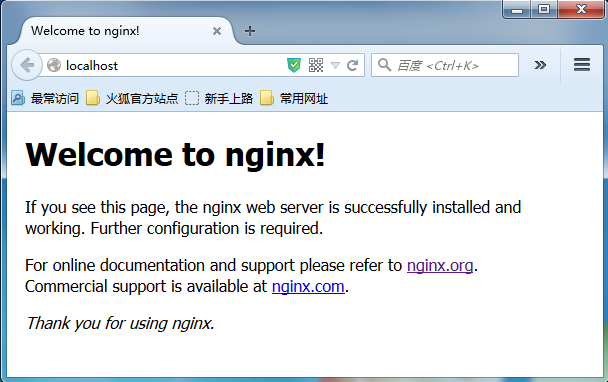 Welcome to nginx!
localhost
百度 <Ctrl+K>
最常访问 火狐官方站点 新手上路 常用网址
Welcome to nginx!
If you see this page, the nginx web server is successfully installed and
working. Further configuration is required.
For online documentation and support please refer to nginx.org.
Commercial support is available at nginx.com.
Thank you for using nginx.